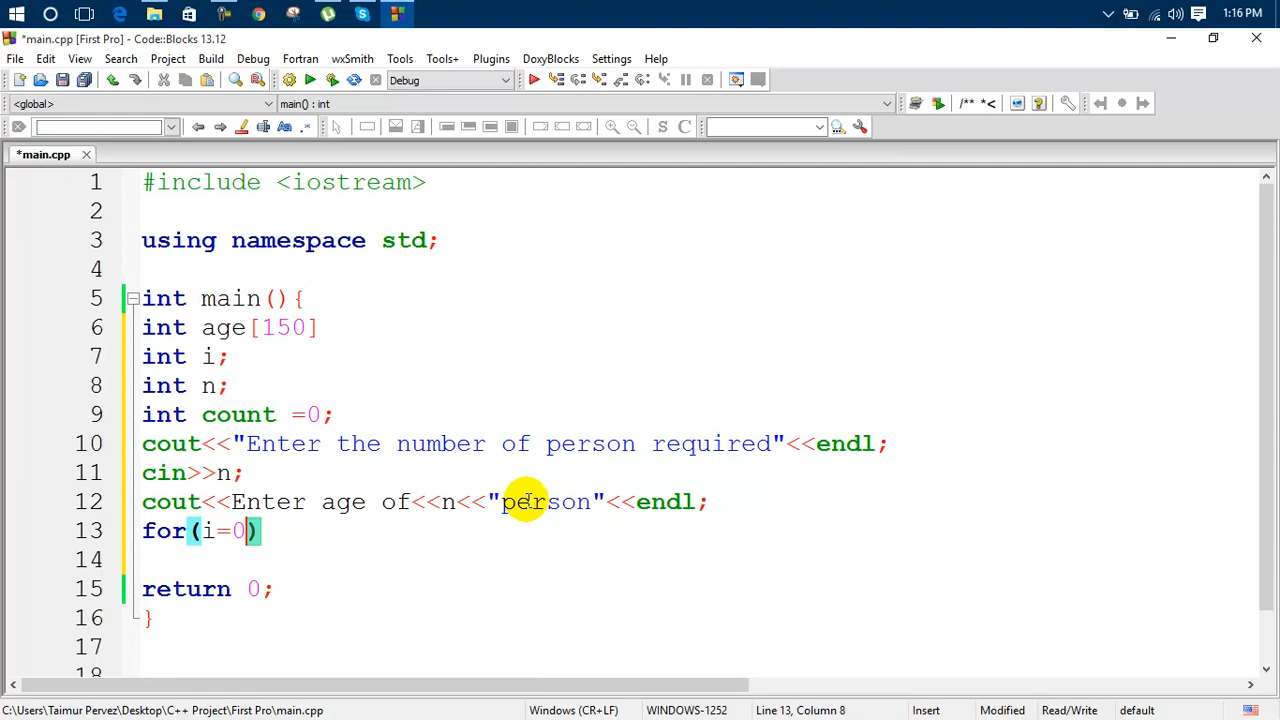 1:16 PM
*main.cpp [First Pro] - Code::Blocks 13.12
File Edit View Search Project Build Debug Fortran wxSmith Tools Tools+ Plugins DoxyBlocks Settings Help
Debug
<global> main() : int /** *<
Aa .* S C
*main.cpp
1 #include <iostream>
2
3 using namespace std;
4
5 int main(){
6 int age[150]
7 int i;
8 int n;
9 int count =0;
10 cout<<"Enter the number of person required"<<endl;
11 cin>>n;
12 cout<<Enter age of<<n<<"person"<<endl;
13 for(i=0)
14
15 return 0;
16 }
17
18
C:\Users\Taimur Pervez\Desktop\C++ Project\First Pro\main.cpp Windows (CR+LF) WINDOWS-1252 Line 13, Column 8 Insert Modified Read/Write default